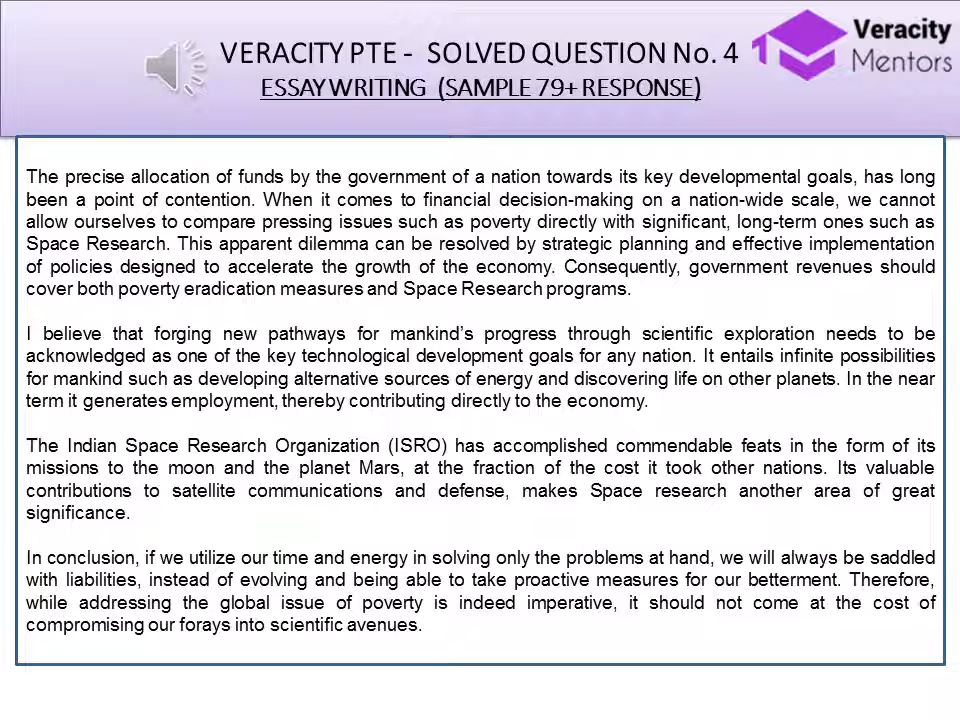 VERACITY PTE - SOLVED QUESTION No. 4
ESSAY WRITING (SAMPLE 79+ RESPONSE)
Veracity
Mentors
The precise allocation of funds by the government of a nation towards its key developmental goals, has long
been a point of contention. When it comes to financial decision-making on a nation-wide scale, we cannot
allow ourselves to compare pressing issues such as poverty directly with significant, long-term ones such as
Space Research. This apparent dilemma can be resolved by strategic planning and effective implementation
of policies designed to accelerate the growth of the economy. Consequently, government revenues should
cover both poverty eradication measures and Space Research programs.
I believe that forging new pathways for mankind's progress through scientific exploration needs to be
acknowledged as one of the key technological development goals for any nation. It entails infinite possibilities
for mankind such as developing alternative sources of energy and discovering life on other planets. In the near
term it generates employment, thereby contributing directly to the economy.
The Indian Space Research Organization (ISRO) has accomplished commendable feats in the form of its
missions to the moon and the planet Mars, at the fraction of the cost it took other nations. Its valuable
contributions to satellite communications and defense, makes Space research another area of great
significance.
In conclusion, if we utilize our time and energy in solving only the problems at hand, we will always be saddled
with liabilities, instead of evolving and being able to take proactive measures for our betterment. Therefore,
while addressing the global issue of poverty is indeed imperative, it should not come at the cost of
compromising our forays into scientific avenues.